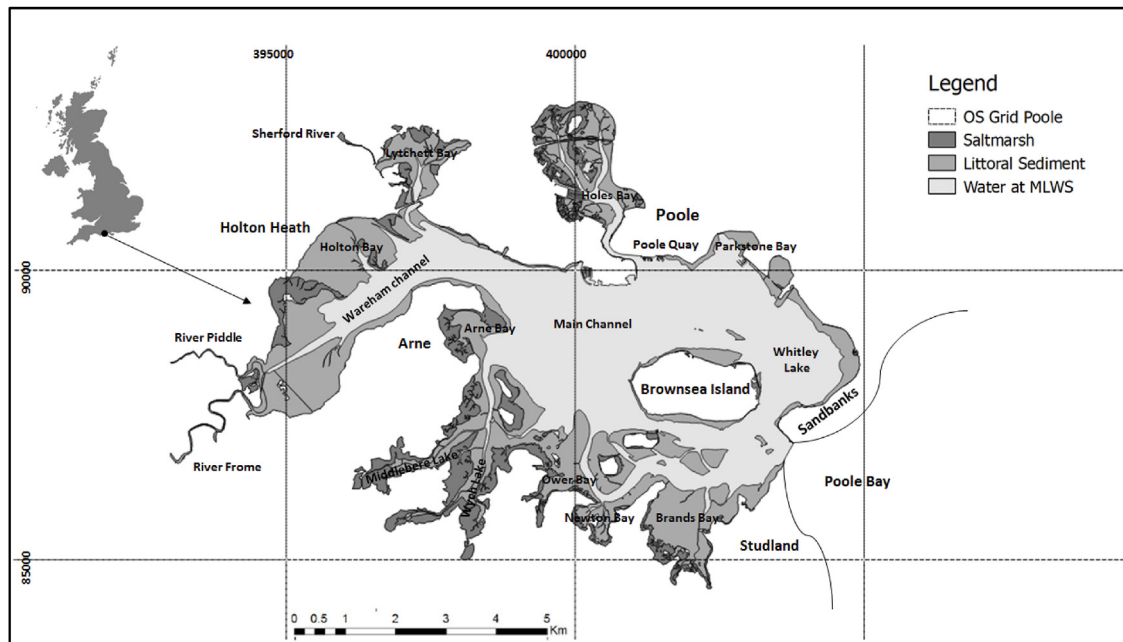 395000
400000
Legend
OS Grid Poole
Saltmarsh
Littoral Sediment
Water at MLWS
Sherford River
Lytchett Bay
Holes Bay
Poole
Holton Heath
Holton Bay
Poole Quay
Parkstone Bay
90000
Wareham channel
River Piddle
Arne Bay
Main Channel
Arne
Whitley
Lake
Brownsea Island
Sandbanks
River Frome
Middlebere Lake
Wych Lake
Ower Bay
Poole Bay
Newton Bay
Brands Bay
Studland
85000
0 0.5 1 2 3 4 5
Km